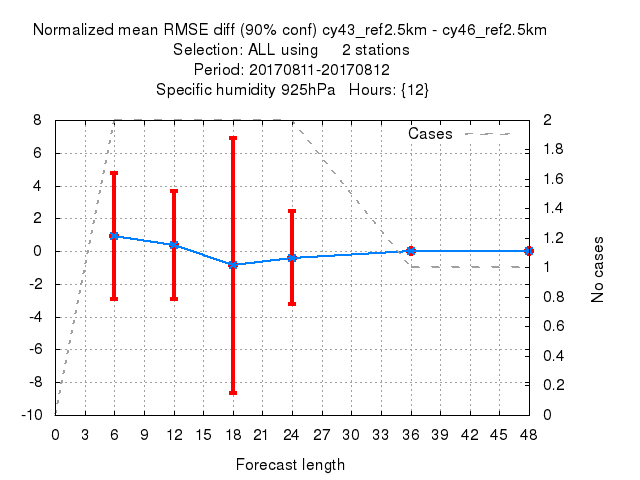 Normalized mean RMSE diff (90% conf) cy43_ref2.5km - cy46_ref2.5km
Selection: ALL using     2 stations
Period: 20170811-20170812
Specific humidity 925hPa   Hours: {12}
Cases
8
6
4
2
0
-2
-4
-6
-8
-10
2
1.8
1.6
1.4
1.2
1
0.8
0.6
0.4
0.2
0
No cases
0 3 6 9 12 15 18 21 24 27 30 33 36 39 42 45 48
Forecast length